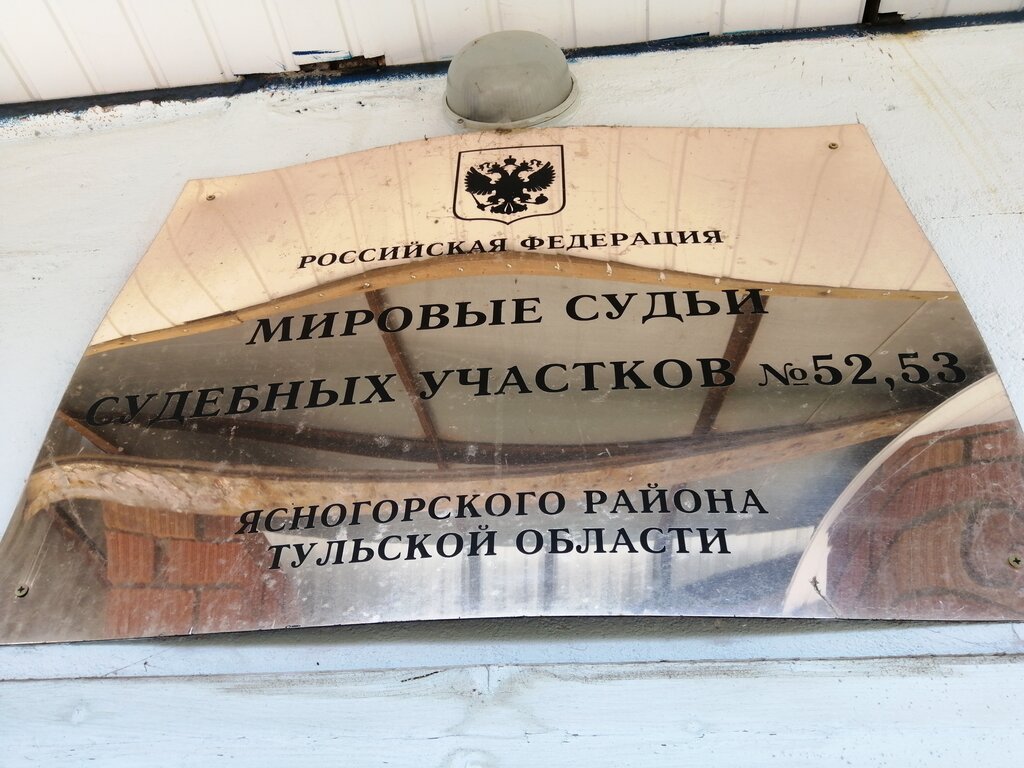 РОССИЙСКАЯ ФЕДЕРАЦИЯ
МИРОВЫЕ СУДЬИ
СУДЕБНЫХ УЧАСТКОВ №52,53
ЯСНОГОРСКОГО РАЙОНА
ТУЛЬСКОЙ ОБЛАСТИ